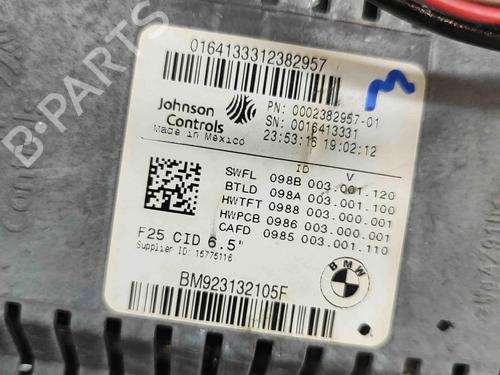 B-PARTS
0164133312382957
Johnson
Controls
Made in Mexico
PN: 0002382957-01
SN: 0016413331
23:53:16 19:02:12
ID V
SWFL 098B 003.001.120
BTLD 098A 003.001.100
HWTFT 0988 003.000.001
HWPCB 0986 003.000.001
CAFD 0985 003.001.110
F25 CID 6.5"
Supplier ID: 15775116
BMW
BM923132105F
M